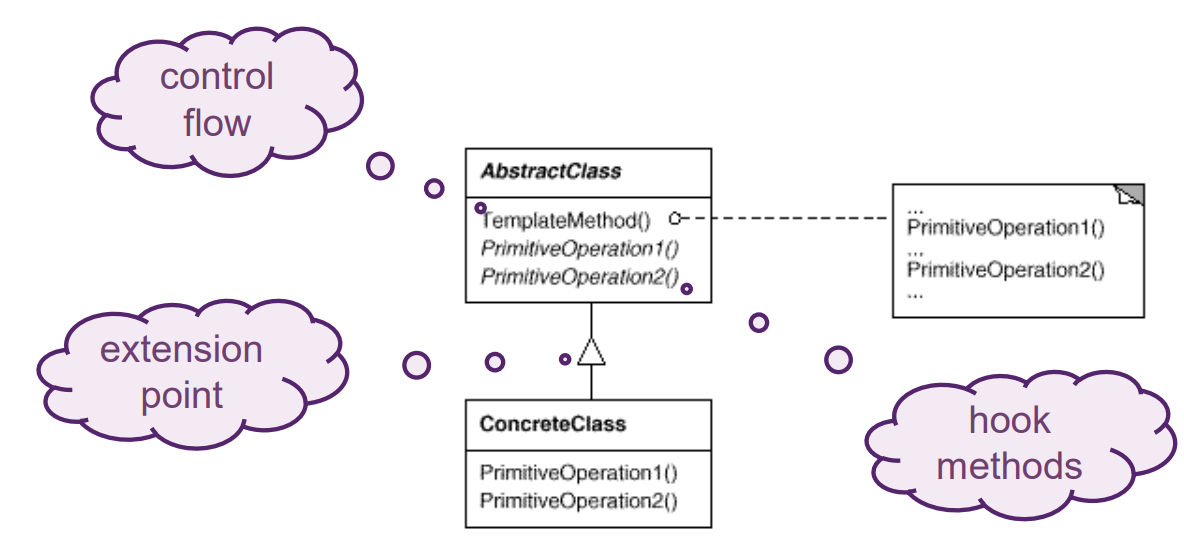 control
flow
AbstractClass
TemplateMethod()
PrimitiveOperation1()
PrimitiveOperation2()
...
PrimitiveOperation1()
...
PrimitiveOperation2()
...
extension
point
ConcreteClass
PrimitiveOperation1()
PrimitiveOperation2()
hook
methods